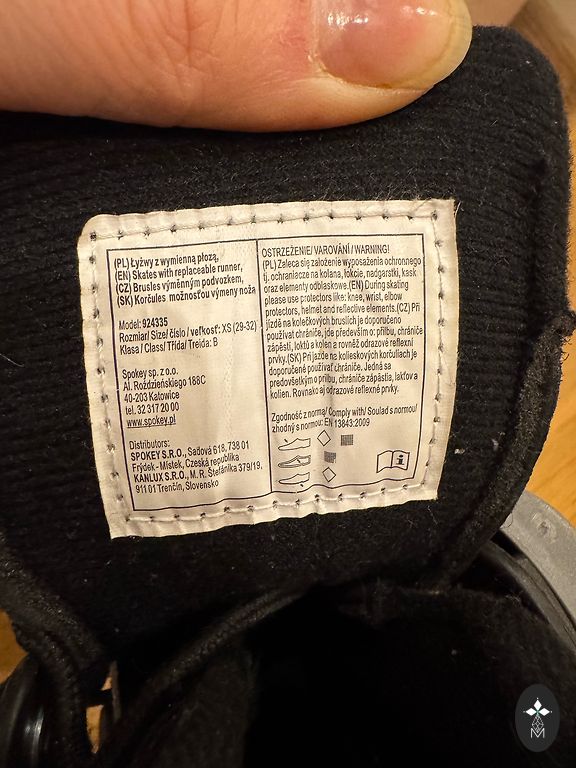 (PL) Łyżwy z wymienną płozą,
(EN) Skates with replaceable runner,
(CZ) Brusles výměnným podvozkem,
(SK) Korčules možnosťou výmeny noža
Model: 924335
Rozmiar/ Size/ číslo / veľkosť: XS (29-32)
Klasa / Class/ Třída/ Treida: B
Spokey sp. z o.o.
Al. Roździeńskiego 188C
40-203 Katowice
tel. 32 317 20 00
www.spokey.pl
Distributors:
SPOKEY S.R.O., Sadová 618, 738 01
Frýdek - Místek, Czeská republika
KANLUX S.R.O., M. R. Štefánika 379/19,
911 01 Trenčín, Slovensko
OSTRZEŻENIE/ VAROVÁNÍ / WARNING!
(PL) Zeleca się założenie wyposażenia ochronnego
tj. ochraniacze na kolana, łokcie, nadgarstki, kask
oraz elementy odblaskowe.(EN) During skating
please use protectors like: knee, wrist, elbow
protectors, helmet and reflective elements.(CZ) Při
jízdě na kolečkových bruslích je doporučeno
používat chrániče, jde především o: přilbu, chrániče
zápěstí, loktů a kolen a rovněž odrazové reflexní
prvky.(SK) Pri jazde na kolieskových korčuliach je
doporučené používať chrániče. Jedná sa
predovšetkým o prilbu, chrániče zápästia, lakťov a
kolien. Rovnako aj odrazové reflexné prvky.
Zgodność z normą/ Comply with/ Soulad s normou/
zhodný s normou: EN 13843:2009
i
M